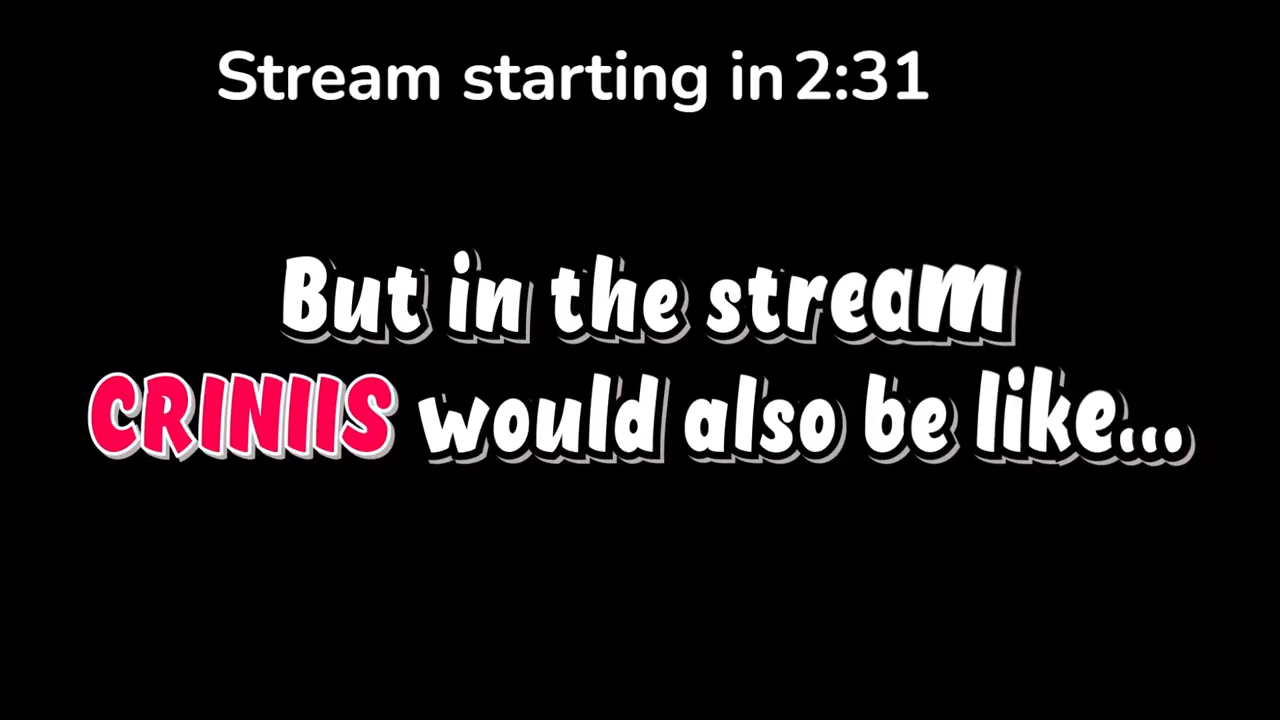 Stream starting in 2:31
But in the stream
CRINIIS would also be like...